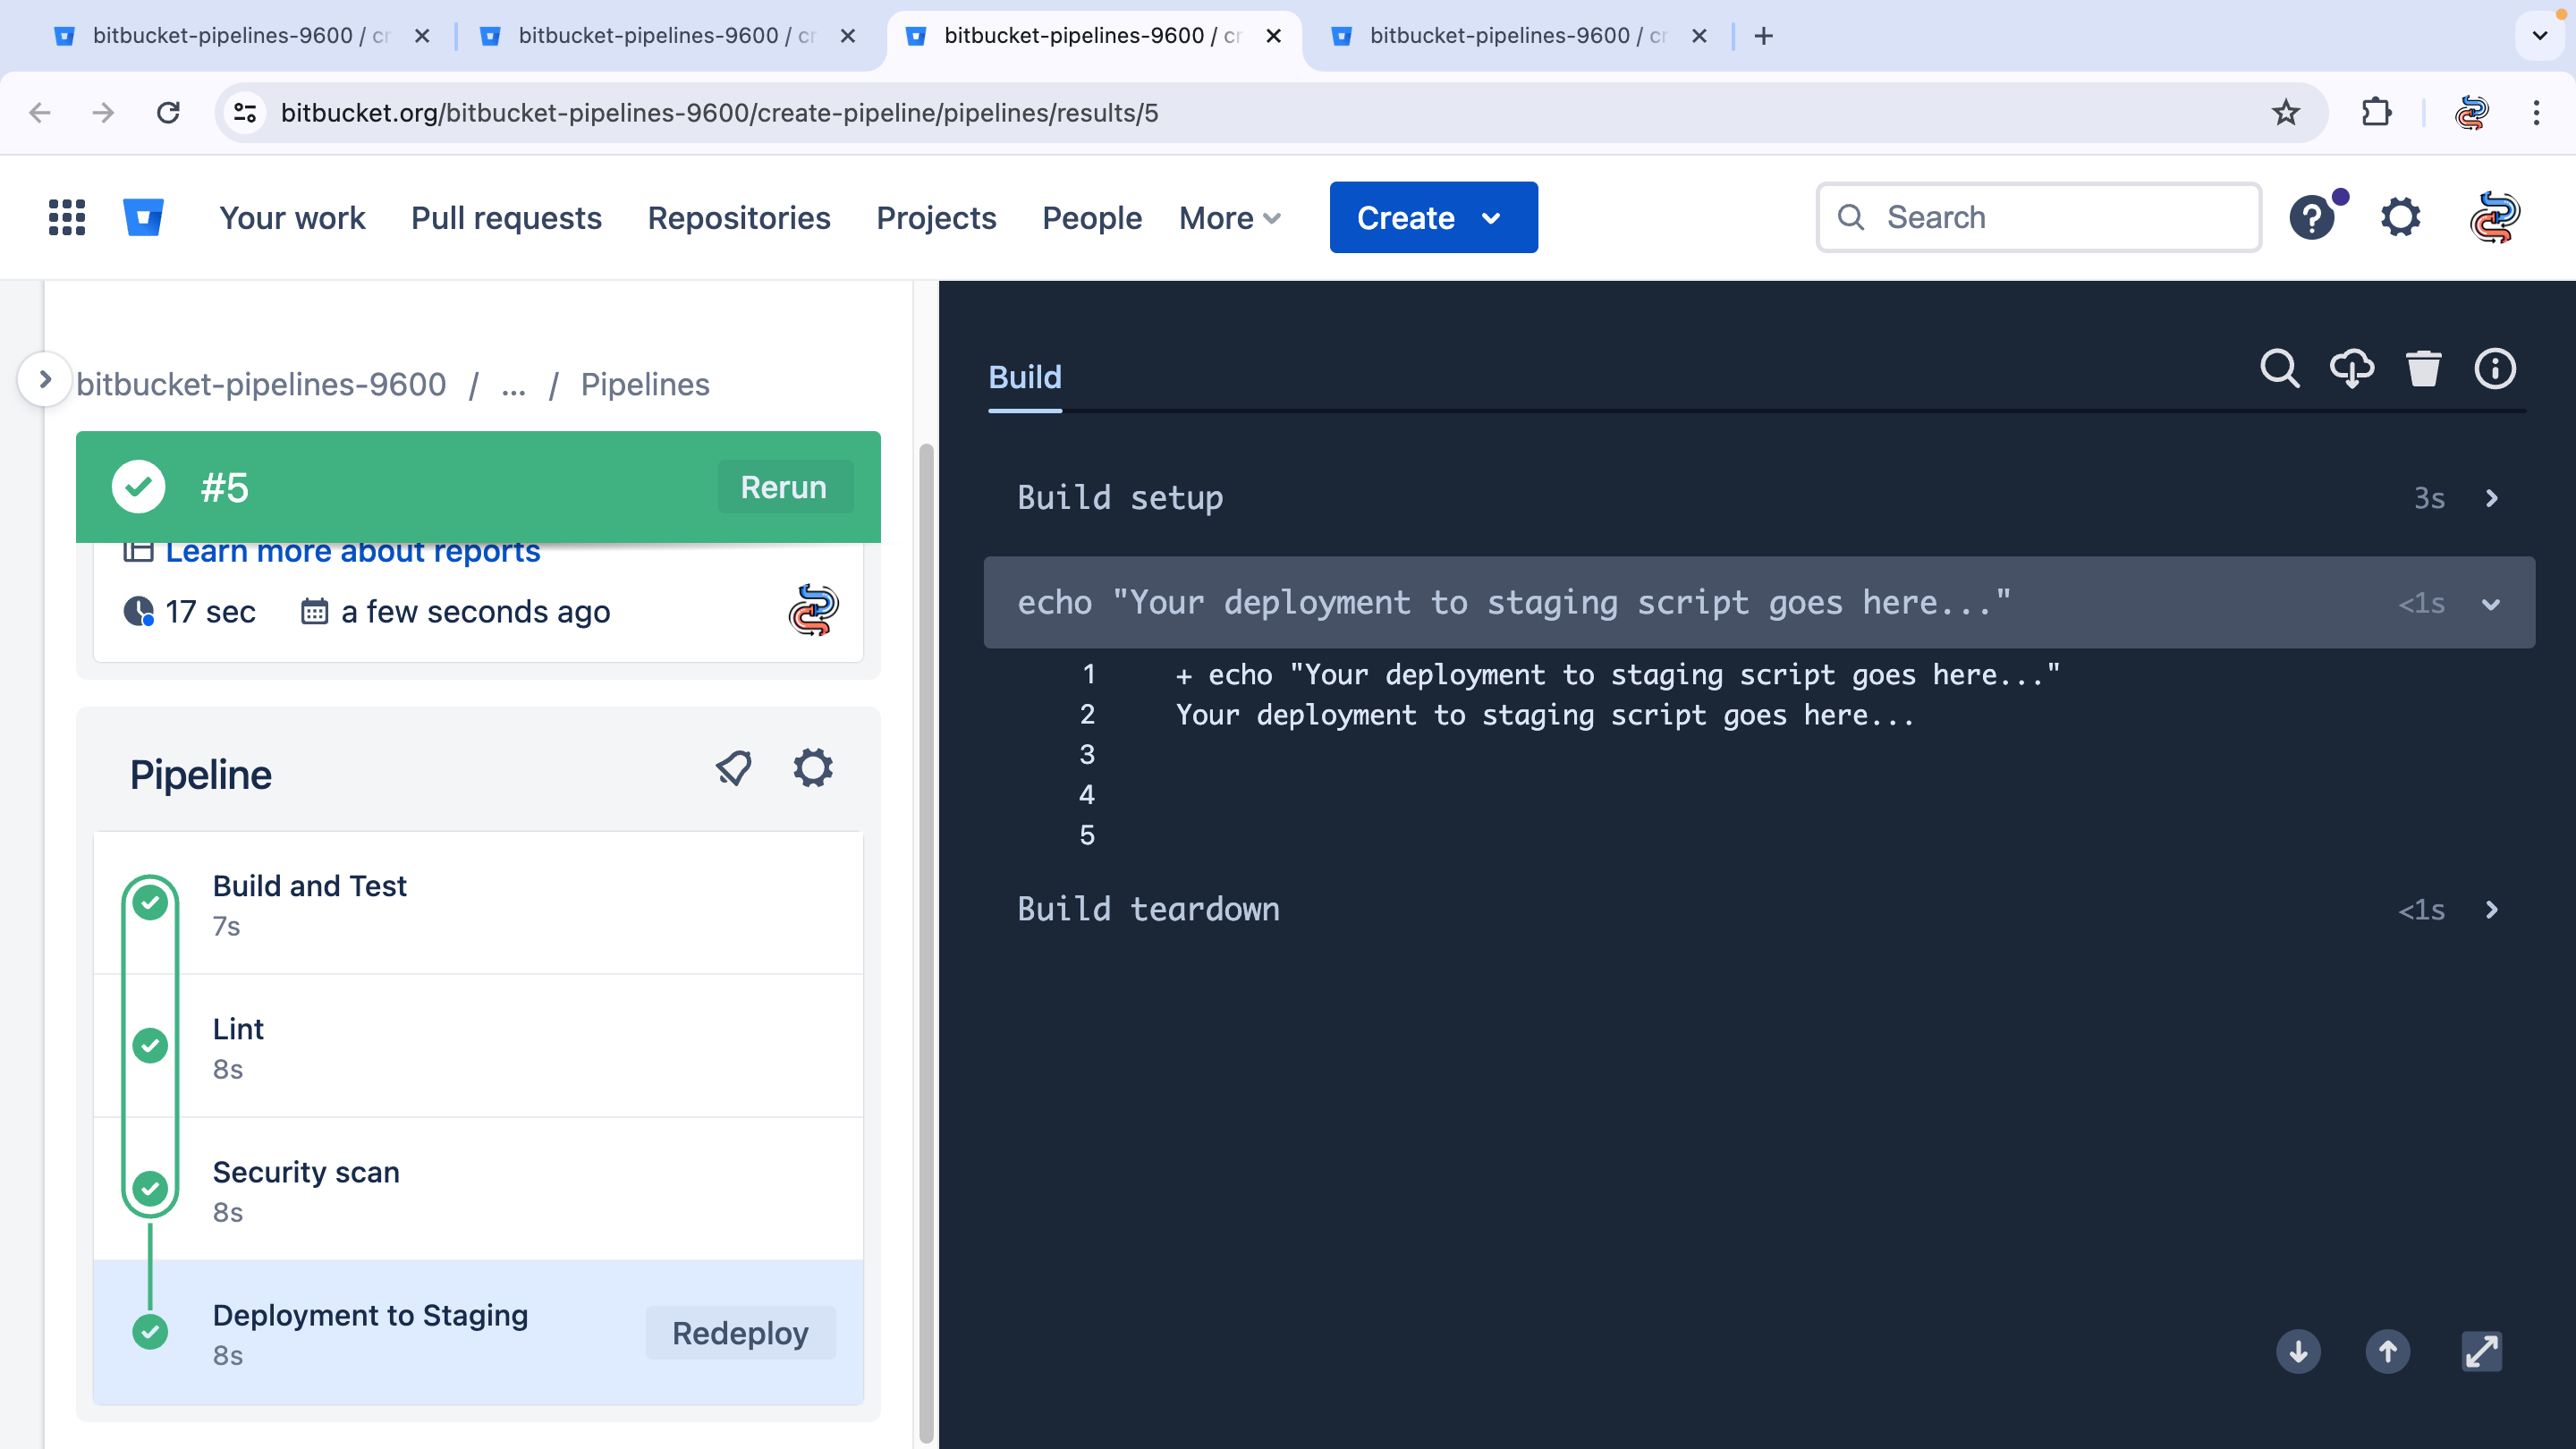 bitbucket-pipelines-9600 / cr
bitbucket-pipelines-9600 / cr
bitbucket-pipelines-9600 / cr
bitbucket-pipelines-9600 / cr
bitbucket.org/bitbucket-pipelines-9600/create-pipeline/pipelines/results/5
Your work
Pull requests
Repositories
Projects
People
More
Create
Search
bitbucket-pipelines-9600 / ... / Pipelines
#5
Rerun
Learn more about reports
17 sec
a few seconds ago
Pipeline
Build and Test
7s
Lint
8s
Security scan
8s
Deployment to Staging
8s
Redeploy
Build
Build setup
3s
echo "Your deployment to staging script goes here..."
<1s
1 + echo "Your deployment to staging script goes here..."
2 Your deployment to staging script goes here...
3
4
5
Build teardown
<1s